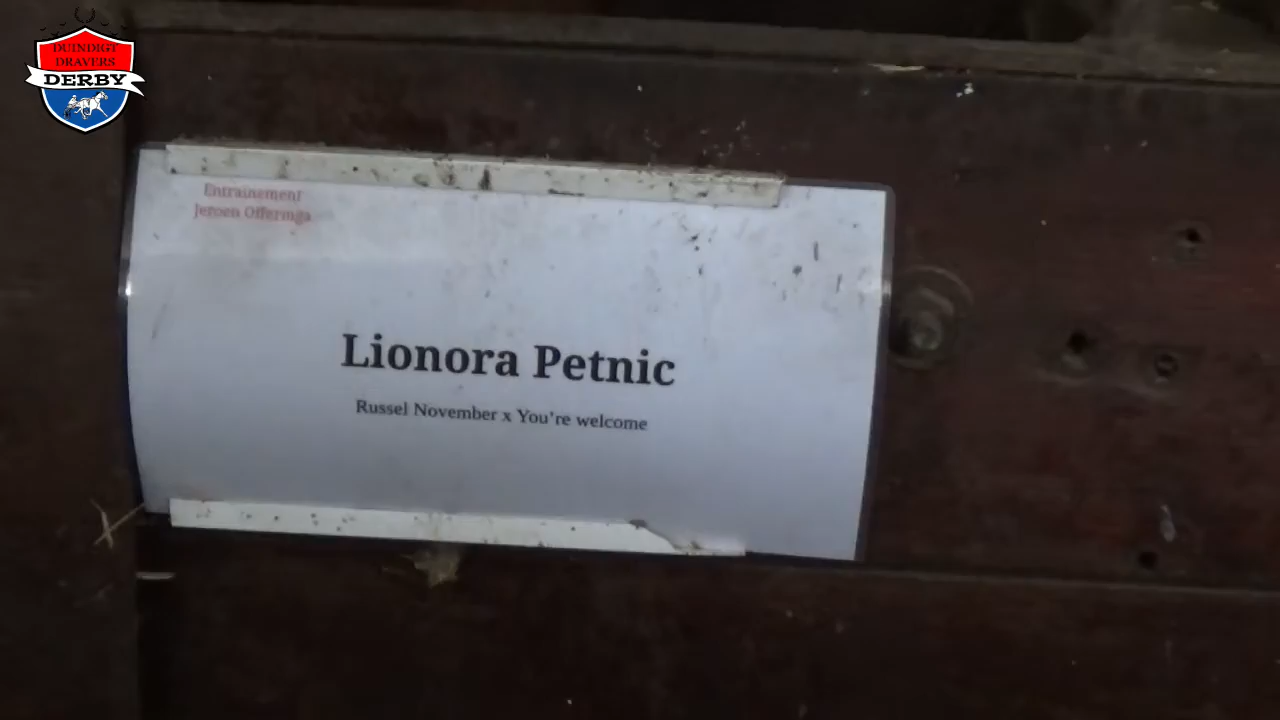 DUINDIGT
DRAVERS
DERBY
Entrainement
Jeroen Offeringa
Lionora Petnic
Russel November x You're welcome